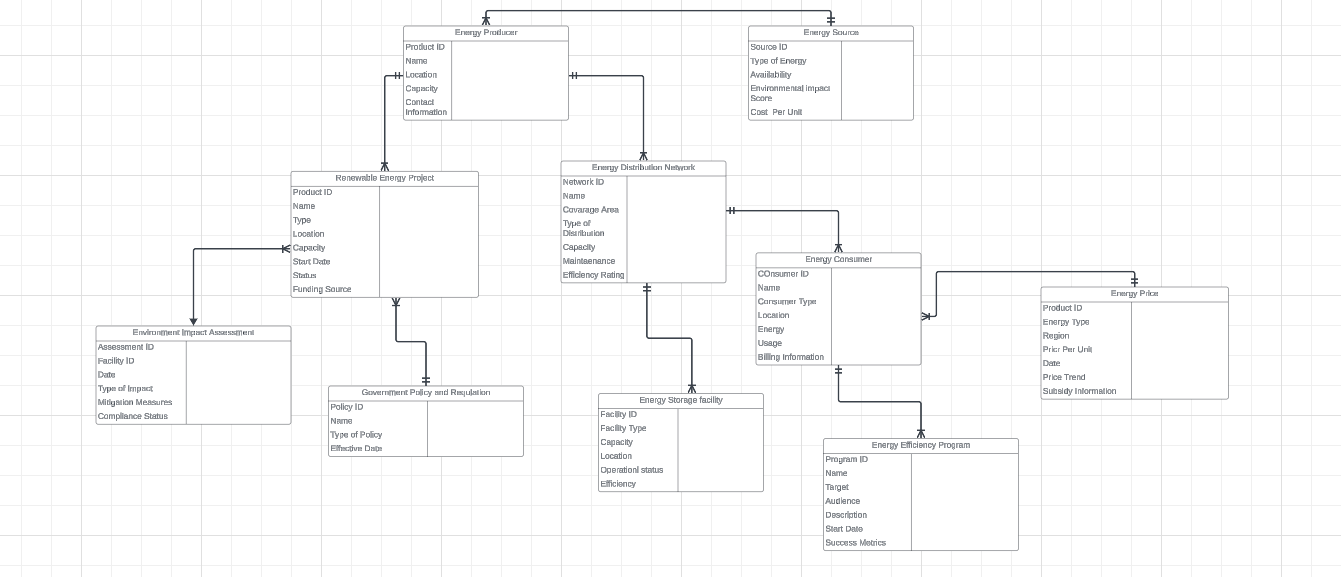 Energy Producer
Product ID
Name
Location
Capacity
Contact
Information
Energy Source
Source ID
Type of Energy
Availability
Environmental impact
Score
Cost Per Unit
Renewable Energy Project
Product ID
Name
Type
Location
Capacity
Start Date
Status
Funding Source
Energy Distribution Network
Network ID
Name
Covarage Area
Type of
Distribution
Capacity
Maintaenance
Efficiency Rating
Energy Consumer
COnsumer ID
Name
Consumer Type
Location
Energy
Usage
Billing Information
Energy Price
Product ID
Energy Type
Region
Pricr Per Unit
Date
Price Trend
Subsidy Information
Environment Impact Assessment
Assessment ID
Facility ID
Date
Type of Impact
Mitigation Measures
Compliance Status
Government Policy and Regulation
Policy ID
Name
Type of Policy
Effective Date
Energy Storage facility
Facility ID
Facility Type
Capacity
Location
Operationl status
Efficiency
Energy Efficiency Program
Program ID
Name
Target
Audience
Description
Start Date
Success Metrics